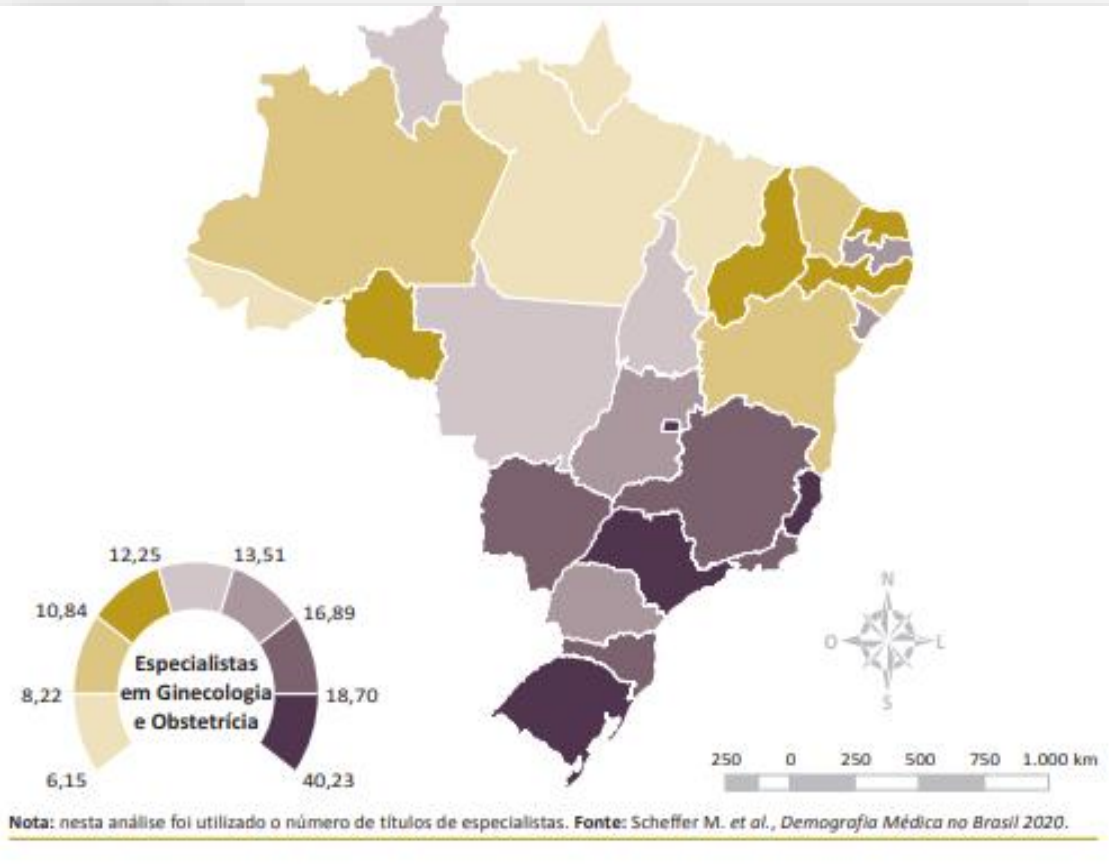 12,25
13,51
10,84
16,89
Especialistas
em Ginecologia
e Obstetrícia
8,22
18,70
6,15
40,23
N
O
L
S
250 0 250 500 750 1.000 km
Nota: nesta análise foi utilizado o número de títulos de especialistas. Fonte: Scheffer M. et al., Demografia Médica no Brasil 2020.